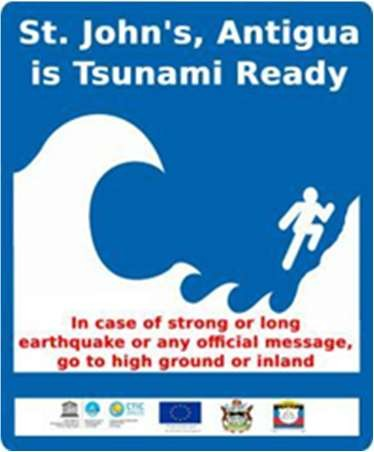 St. John's, Antigua
is Tsunami Ready
In case of strong or long
earthquake or any official message,
go to high ground or inland
CTIC